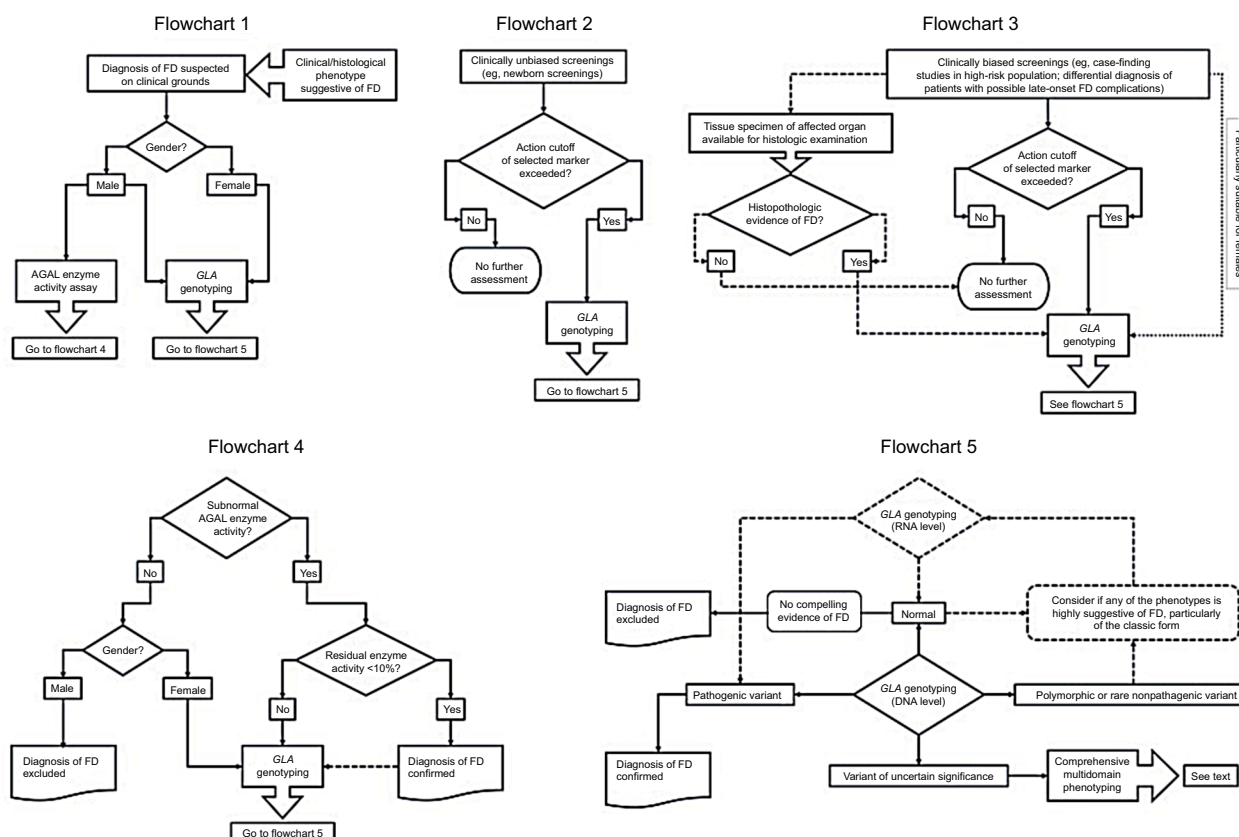 Flowchart 1
Diagnosis of FD suspected
on clinical grounds
Clinical/histological
phenotype
suggestive of FD
Gender?
Male
Female
AGAL enzyme
activity assay
GLA
genotyping
Go to flowchart 4
Go to flowchart 5
Flowchart 2
Clinically unbiased screenings
(eg, newborn screenings)
Action cutoff
of selected marker
exceeded?
No
Yes
No further
assessment
GLA
genotyping
Go to flowchart 5
Flowchart 3
Clinically biased screenings (eg, case-finding
studies in high-risk population; differential diagnosis of
patients with possible late-onset FD complications)
Tissue specimen of affected organ
available for histologic examination
Action cutoff
of selected marker
exceeded?
Histopothologic
evidence of FD?
No
Yes
No
Yes
No further
assessment
GLA
genotyping
See flowchart 5
Flowchart 4
Subnormal
AGAL enzyme
activity?
No
Yes
Gender?
Residual enzyme
activity <10%?
Male
Female
No
Yes
Diagnosis of FD
excluded
GLA
genotyping
Diagnosis of FD
confirmed
Go to flowchart 5
Flowchart 5
GLA genotyping
(RNA level)
Diagnosis of FD
excluded
No compelling
evidence of FD
Normal
Consider if any of the phenotypes is
highly suggestive of FD, particularly
of the classic form
Pathogenic variant
GLA genotyping
(DNA level)
Polymorphic or rare nonpathagenic variant
Diagnosis of FD
confirmed
Variant of uncertain significance
Comprehensive
multidomain
phenotyping
See text